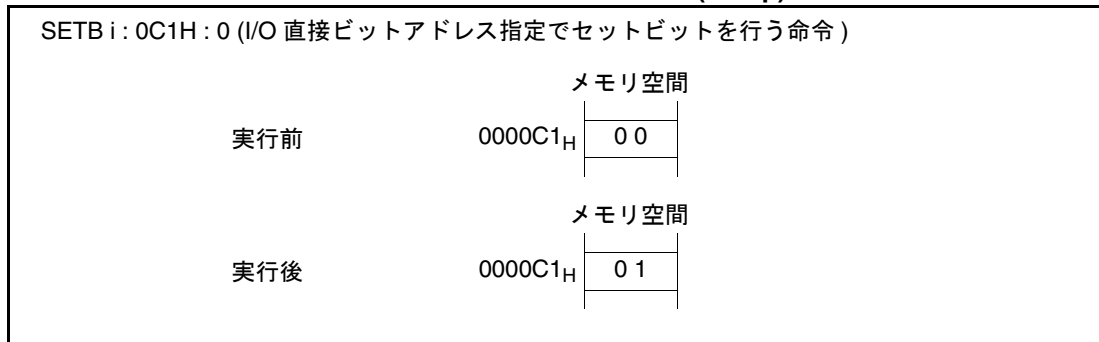 SETB i : 0C1H : 0 (I/O 直接ビットアドレス指定でセットビットを行う命令 )
メモリ空間
実行前 0000C1H 0 0
メモリ空間
実行後 0000C1H 0 1